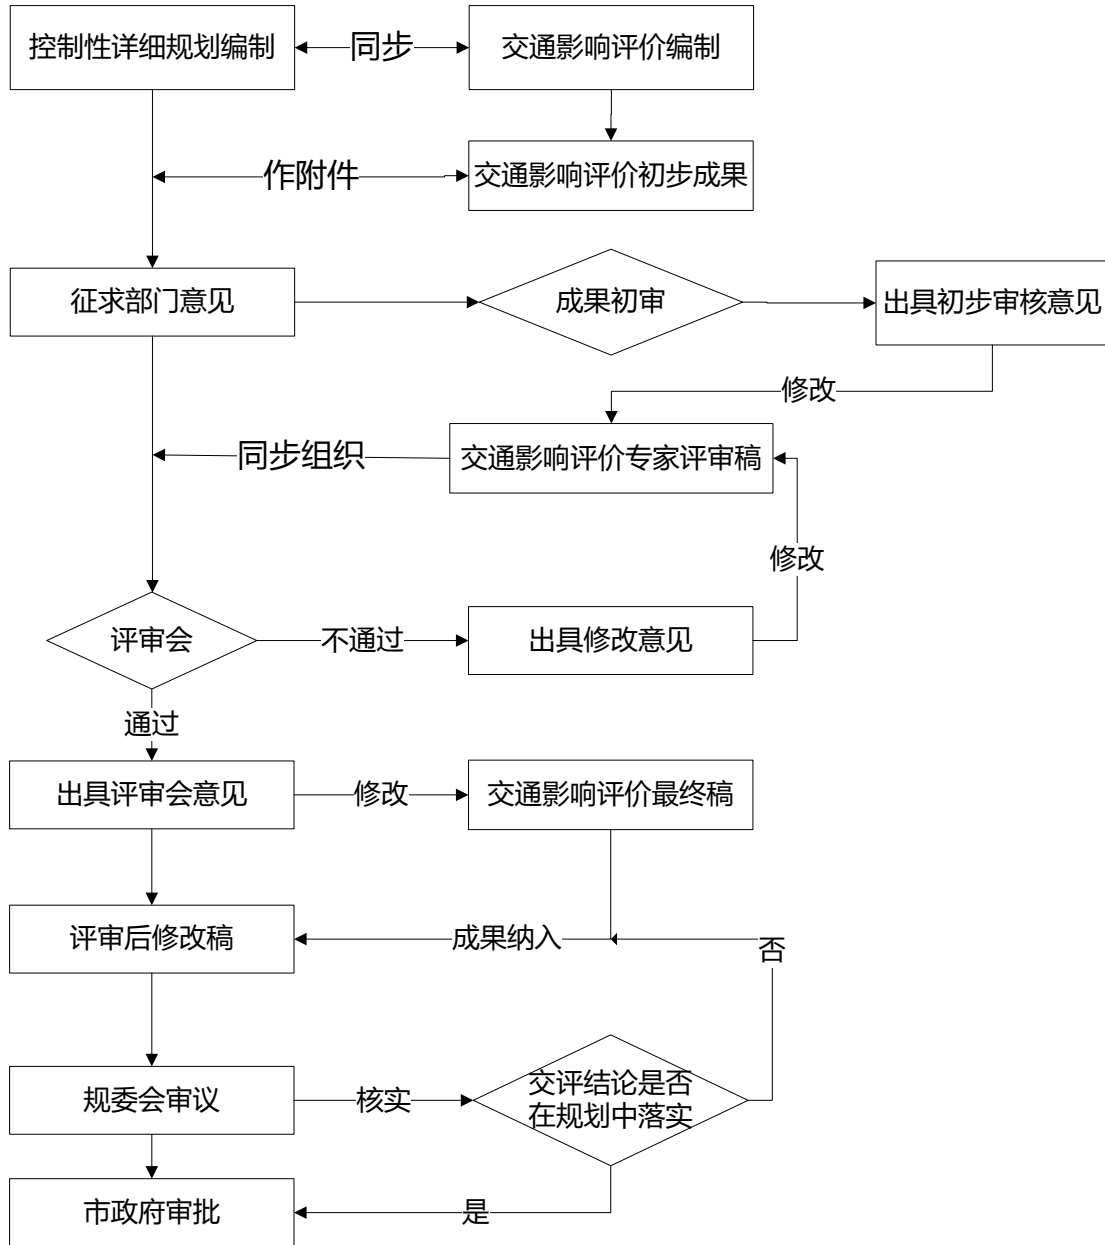 控制性详细规划编制
同步
交通影响评价编制
作附件
交通影响评价初步成果
征求部门意见
成果初审
出具初步审核意见
修改
同步组织
交通影响评价专家评审稿
修改
评审会
不通过
出具修改意见
通过
出具评审会意见
修改
交通影响评价最终稿
评审后修改稿
成果纳入
否
规委会审议
核实
交评结论是否
在规划中落实
市政府审批
是